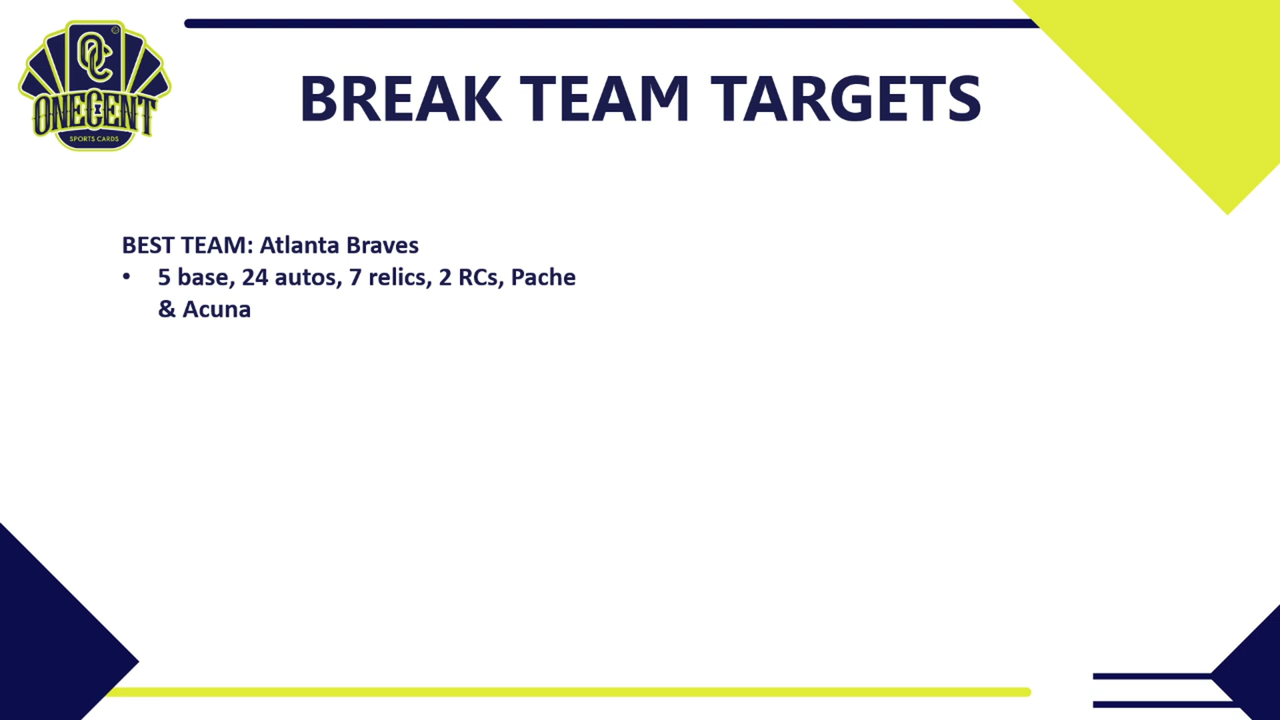 OC
ONECENT
SPORTS CARDS
BREAK TEAM TARGETS
BEST TEAM: Atlanta Braves
• 5 base, 24 autos, 7 relics, 2 RCs, Pache
& Acuna